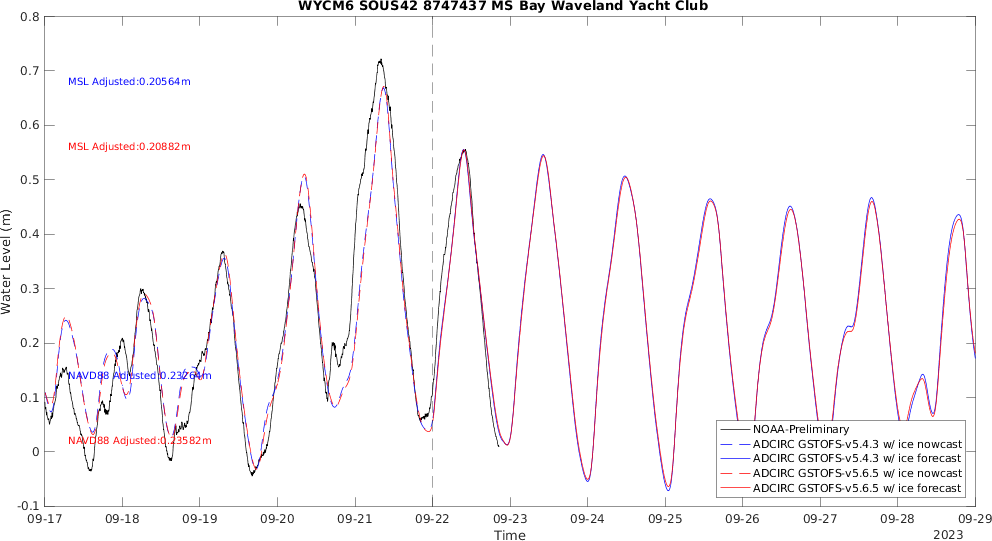 WYCM6 SOUS42 8747437 MS Bay Waveland Yacht Club
0.8
0.7
0.6
0.5
0.4
0.3
0.2
0.1
0
-0.1
Water Level (m)
MSL Adjusted:0.20564m
MSL Adjusted:0.20882m
NAVD88 Adjusted:0.23264m
NAVD88 Adjusted:0.23582m
NOAA-Preliminary
ADCIRC GSTOFS-v5.4.3 w/ ice nowcast
ADCIRC GSTOFS-v5.4.3 w/ ice forecast
ADCIRC GSTOFS-v5.6.5 w/ ice nowcast
ADCIRC GSTOFS-v5.6.5 w/ ice forecast
09-17 09-18 09-19 09-20 09-21 09-22 09-23 09-24 09-25 09-26 09-27 09-28 09-29
Time
2023